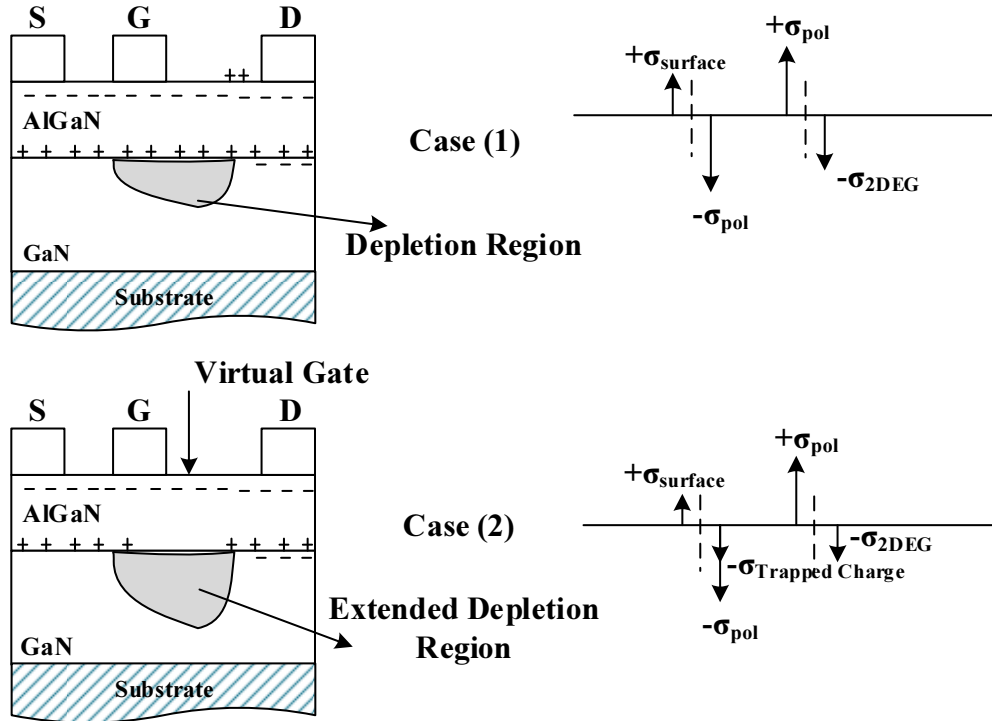 S G D
++
+σsurface
+σpol
AlGaN
Case (1)
-σ2DEG
-σpol
Depletion Region
GaN
Substrate
Virtual Gate
S G D
+σpol
+σsurface
AlGaN
Case (2)
-σ2DEG
-σTrapped Charge
Extended Depletion
Region
-σpol
GaN
Substrate